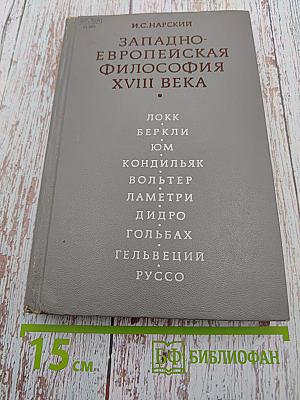 И.С.НАРСКИЙ
ЗАПАДНО-
ЕВРОПЕЙСКАЯ
ФИЛОСОФИЯ
XVIII ВЕКА
ЛОКК
БЕРКЛИ
ЮМ
КОНДИЛЬЯК
ВОЛЬТЕР
ЛАМЕТРИ
ДИДРО
ГОЛЬБАХ
ГЕЛЬВЕЦИЙ
РУССО
15 см.
БФ БИБЛИОФАН